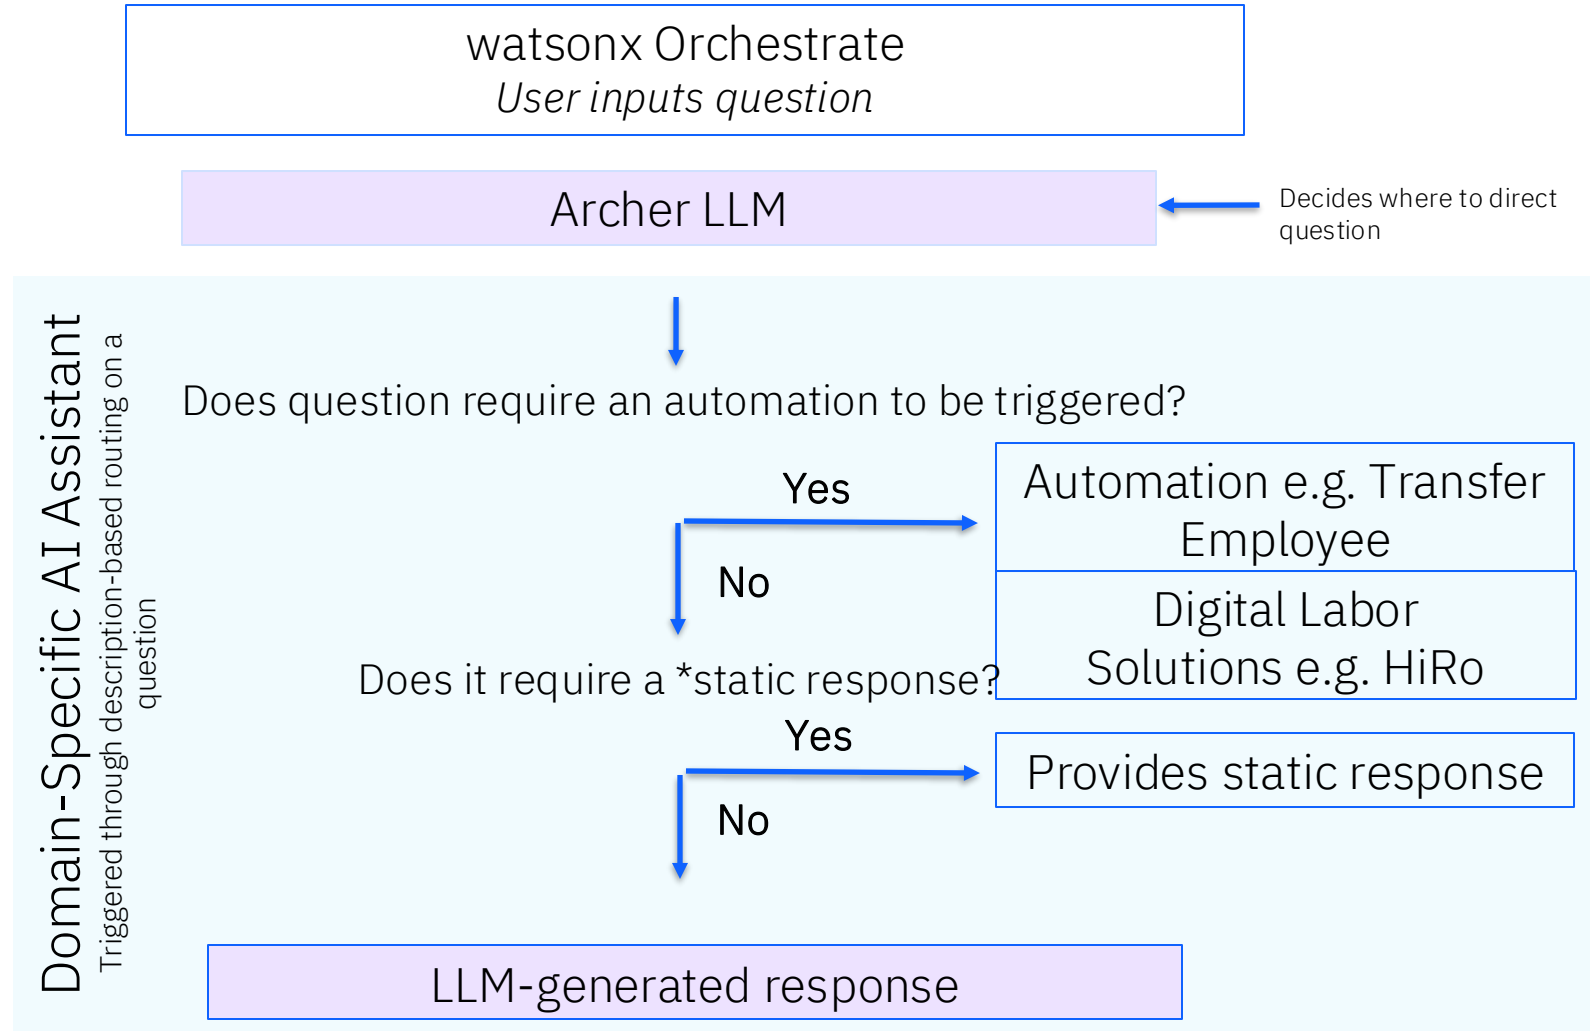 watsonx Orchestrate
User inputs question
Archer LLM
Decides where to direct
question
Domain-Specific AI Assistant
Triggered through description-based routing on a
question
Does question require an automation to be triggered?
Yes
Automation e.g. Transfer
Employee
No
Digital Labor
Solutions e.g. HiRo
Does it require a *static response?
Yes
Provides static response
No
LLM-generated response